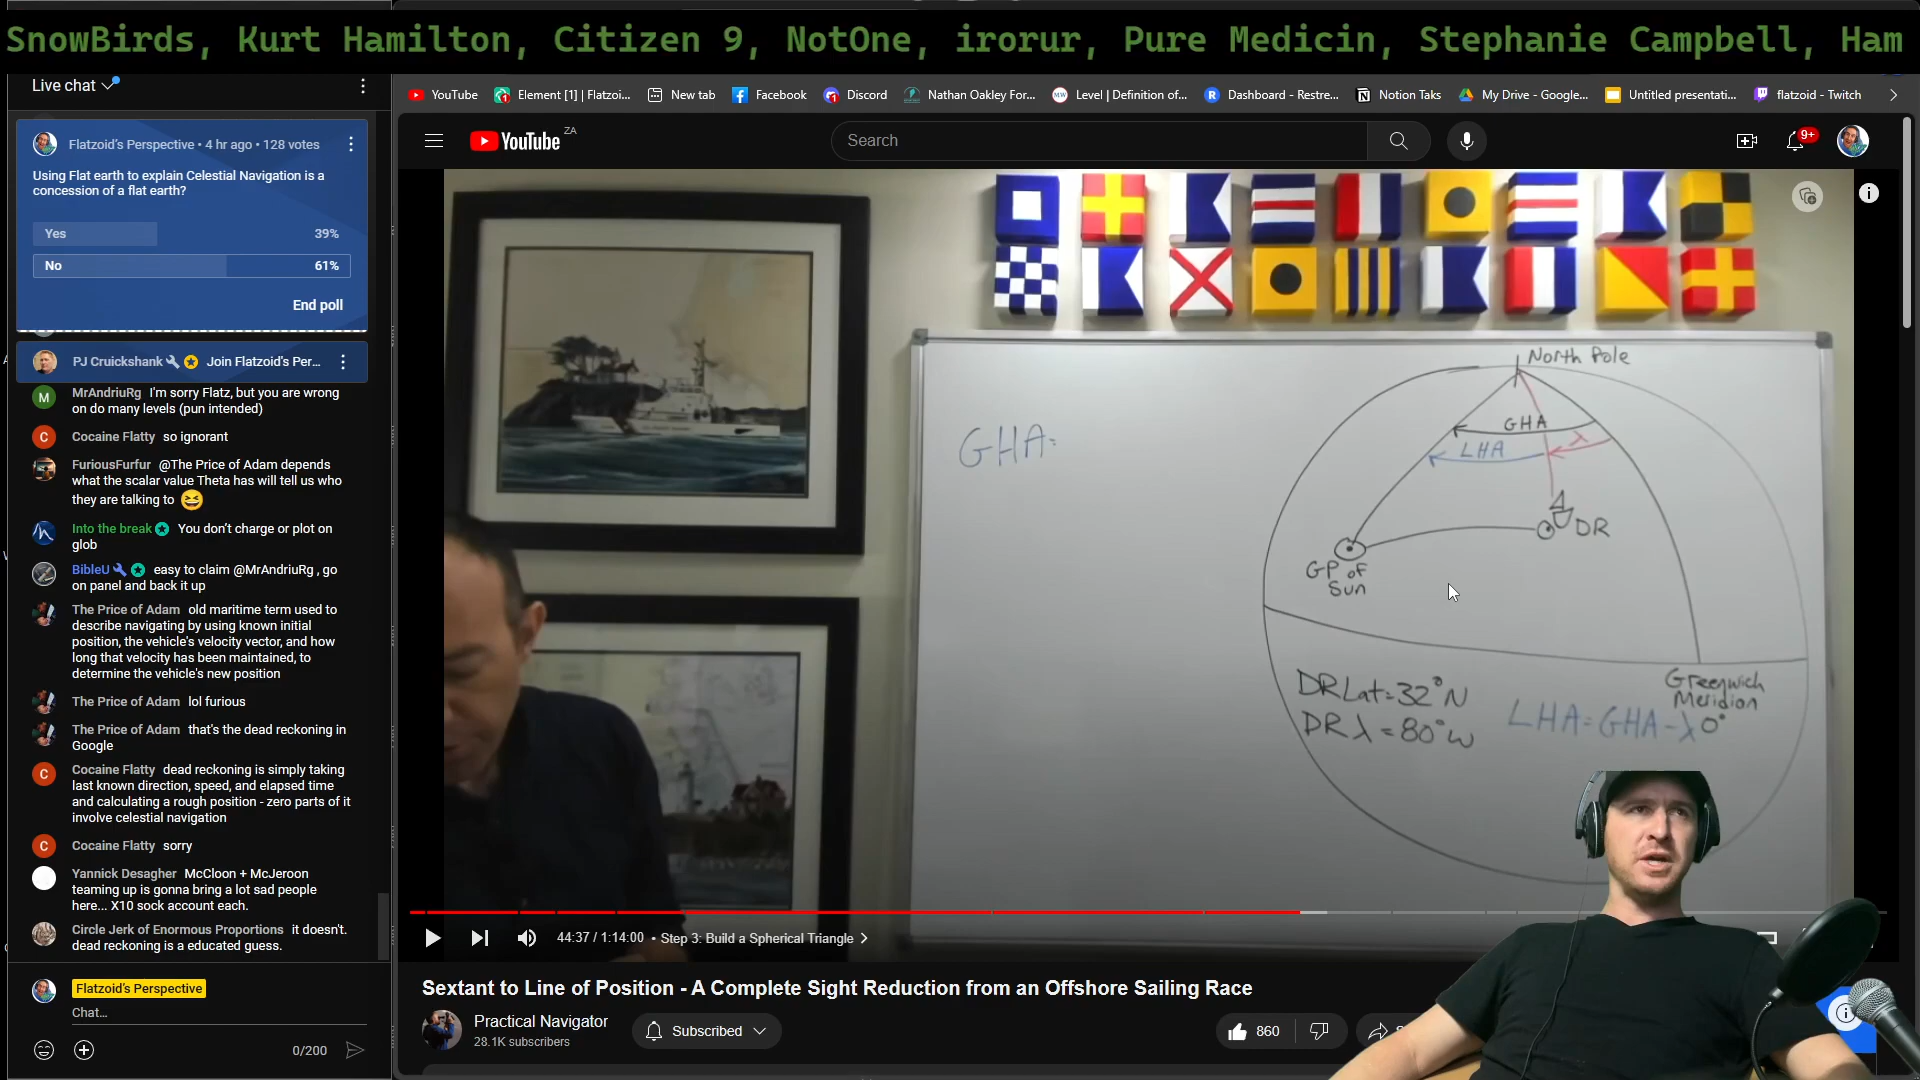 SnowBirds, Kurt Hamilton, Citizen 9, NotOne, irorur, Pure Medicin, Stephanie Campbell, Ham
Live chat
Flatzoid's Perspective • 4 hr ago • 128 votes
Using Flat earth to explain Celestial Navigation is a
concession of a flat earth?
Yes 39%
No 61%
End poll
PJ Cruickshank Join Flatzoid's Per...
MrAndriuRg I'm sorry Flatz, but you are wrong
on do many levels (pun intended)
Cocaine Flatty so ignorant
FuriousFurfur @The Price of Adam depends
what the scalar value Theta has will tell us who
they are talking to
Into the break You don't charge or plot on
glob
BibleU easy to claim @MrAndriuRg , go
on panel and back it up
The Price of Adam old maritime term used to
describe navigating by using known initial
position, the vehicle's velocity vector, and how
long that velocity has been maintained, to
determine the vehicle's new position
The Price of Adam lol furious
The Price of Adam that's the dead reckoning in
Google
Cocaine Flatty dead reckoning is simply taking
last known direction, speed, and elapsed time
and calculating a rough position - zero parts of it
involve celestial navigation
Cocaine Flatty sorry
Yannick Desagher McCloon + McJeroon
teaming up is gonna bring a lot sad people
here... X10 sock account each.
Circle Jerk of Enormous Proportions it doesn't.
dead reckoning is a educated guess.
Flatzoid's Perspective
Chat...
0/200
YouTube
Element [1] | Flatzoi...
New tab
Facebook
Discord
Nathan Oakley For...
Level | Definition of...
Dashboard - Restre...
Notion Taks
My Drive - Google...
Untitled presentati...
flatzoid - Twitch
YouTube ZA
Search
9+
North Pole
GHA
LHA λ
GHA=
DR
GP of
Sun
DR Lat=32°N
DR λ = 80°W
Greenwich
Meridion
0°
LHA=GHA-λ
44:37 / 1:14:00 • Step 3: Build a Spherical Triangle
Sextant to Line of Position - A Complete Sight Reduction from an Offshore Sailing Race
Practical Navigator
28.1K subscribers
Subscribed
860